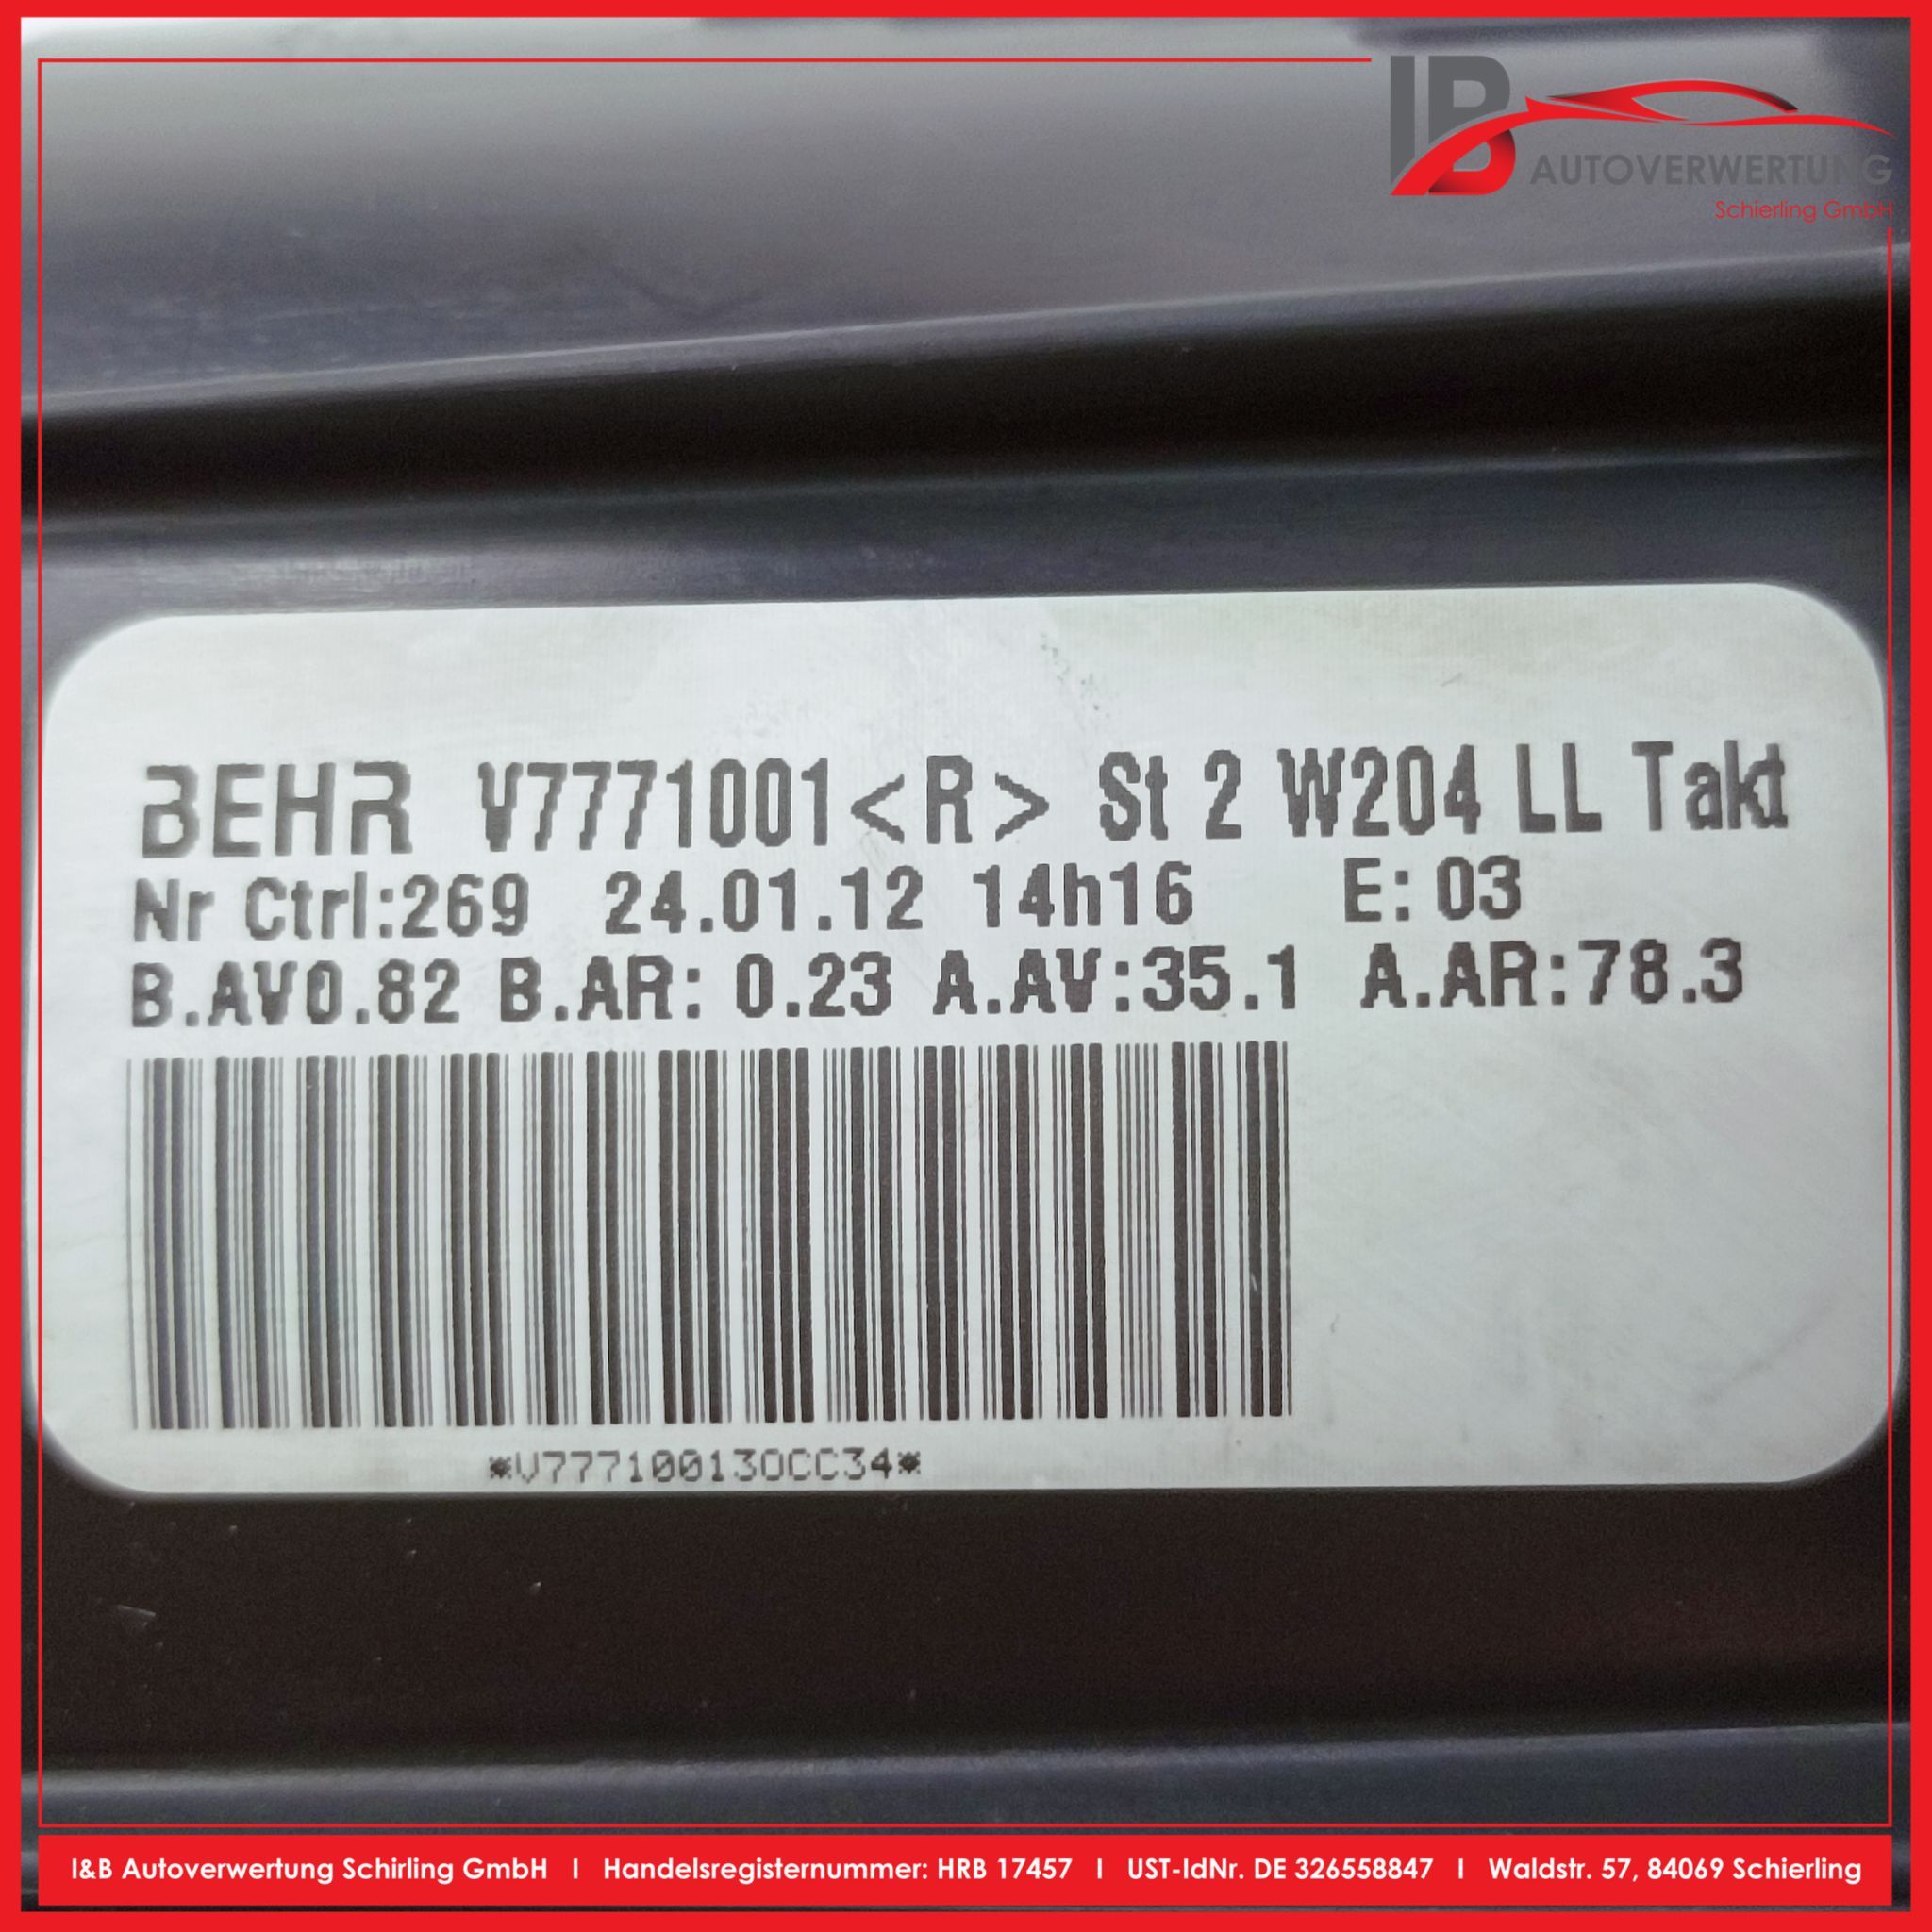 IB
AUTOVERWERTUNG
Schierling GmbH
BEHR V7771001<R> St 2 W204 LL Takt
Nr Ctrl:269 24.01.12 14h16 E: 03
B.AV0.82 B.AR: 0.23 A.AV:35.1 A.AR:78.3
*V77710013OCC34*
I&B Autoverwertung Schirling GmbH I Handelsregisternummer: HRB 17457 I UST-IdNr. DE 326558847 I Waldstr. 57, 84069 Schierling